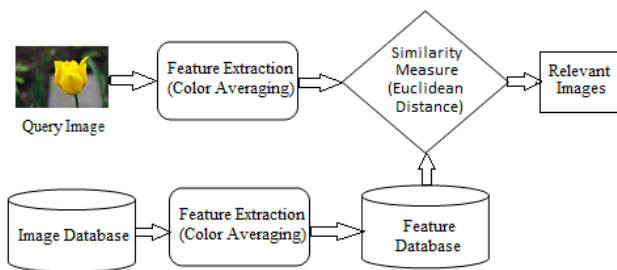 Query Image
Feature Extraction
(Color Averaging)
Similarity
Measure
(Euclidean
Distance)
Relevant
Images
Image Database
Feature Extraction
(Color Averaging)
Feature
Database